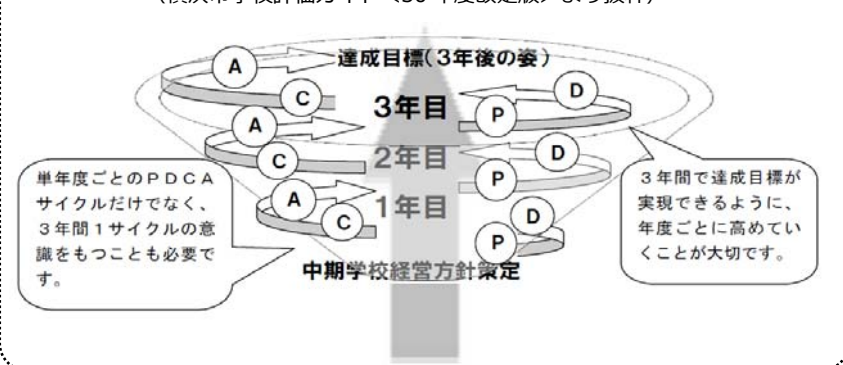 達成目標（3年後の姿）
A
D
C
3年目
P
A
D
C
2年目
P
A
D
C
1年目
P
中期学校経営方針策定
単年度ごとのＰＤＣＡ
サイクルだけでなく、
３年間１サイクルの意
識をもつことも必要で
す。
３年間で達成目標が
実現できるように、
年度ごとに高めてい
くことが大切です。